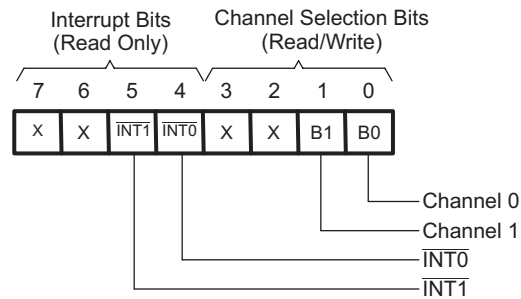 Interrupt Bits
(Read Only)
Channel Selection Bits
(Read/Write)
7 6 5 4 3 2 1 0
X X INT1 INT0 X X B1 B0
Channel 0
Channel 1
INT0
INT1